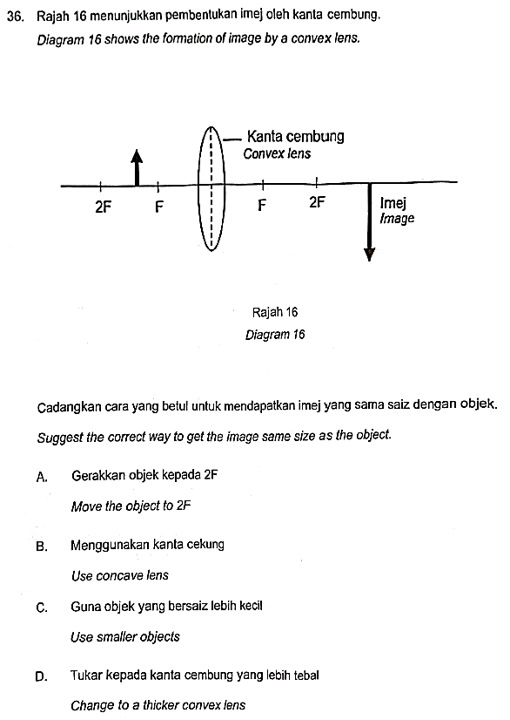 36. Rajah 16 menunjukkan pembentukan imej oleh kanta cembung.
Diagram 16 shows the formation of image by a convex lens.
Kanta cembung
Convex lens
2F F F 2F Imej
Image
Rajah 16
Diagram 16
Cadangkan cara yang betul untuk mendapatkan imej yang sama saiz dengan objek.
Suggest the correct way to get the image same size as the object.
A. Gerakkan objek kepada 2F
Move the object to 2F
B. Menggunakan kanta cekung
Use concave lens
C. Guna objek yang bersaiz lebih kecil
Use smaller objects
D. Tukar kepada kanta cembung yang lebih tebal
Change to a thicker convex lens